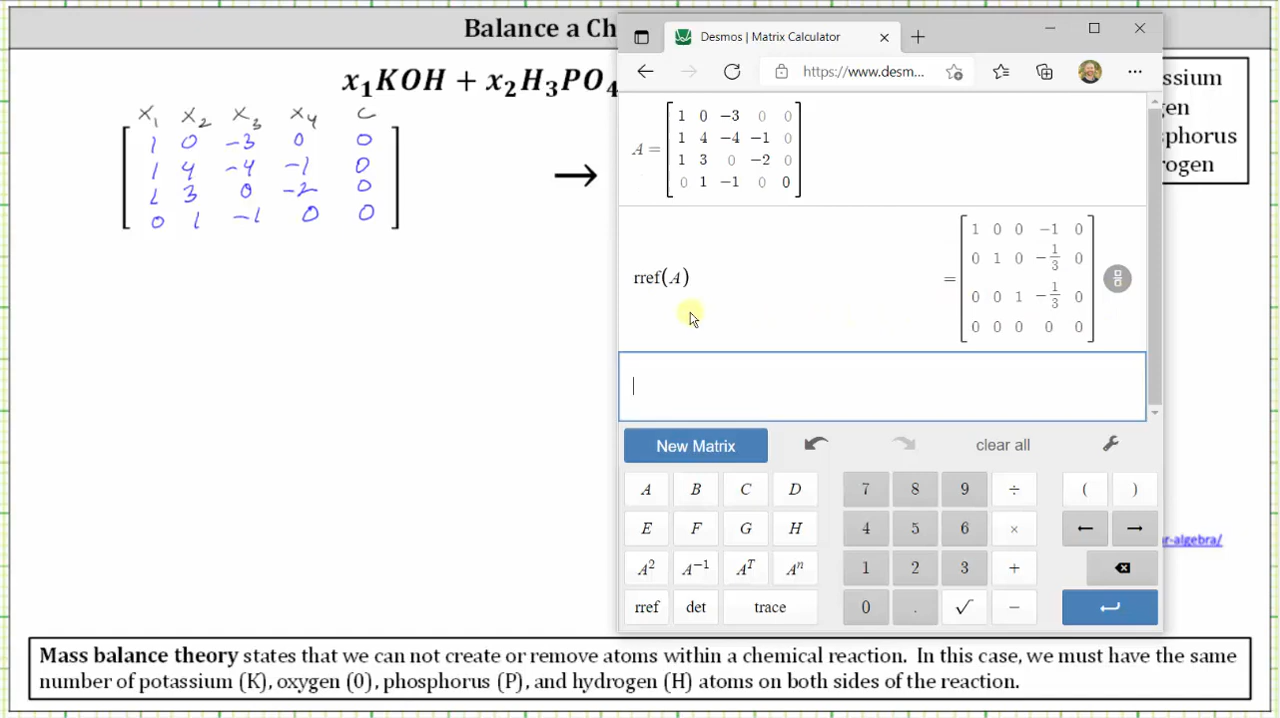 Balance a Ch
x₁KOH + x₂H₃PO₄
x₁ x₂ x₃ x₄ C
1 0 -3 0 0
1 4 -4 -1 0
1 3 0 -2 0
0 1 -1 0 0
→
ssium
gen
phorus
rogen
r-algebra/
Desmos | Matrix Calculator
https://www.desm...
A =
1 0 −3 0 0
1 4 −4 −1 0
1 3 0 −2 0
0 1 −1 0 0
rref(A)
=
1 0 0 −1 0
0 1 0 −1/3 0
0 0 1 −1/3 0
0 0 0 0 0
New Matrix clear all
A B C D 7 8 9 ÷ ( )
E F G H 4 5 6 × ← →
A² A⁻¹ Aᵀ Aⁿ 1 2 3 +
rref det trace 0 . √ −
Mass balance theory states that we can not create or remove atoms within a chemical reaction. In this case, we must have the same
number of potassium (K), oxygen (0), phosphorus (P), and hydrogen (H) atoms on both sides of the reaction.